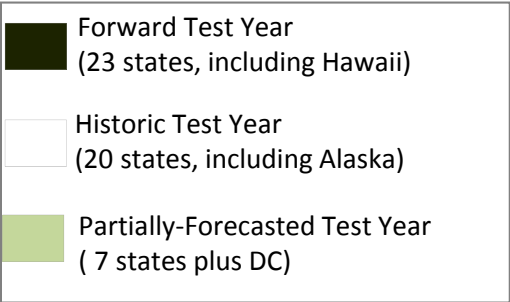 Forward Test Year
(23 states, including Hawaii)
Historic Test Year
(20 states, including Alaska)
Partially-Forecasted Test Year
( 7 states plus DC)